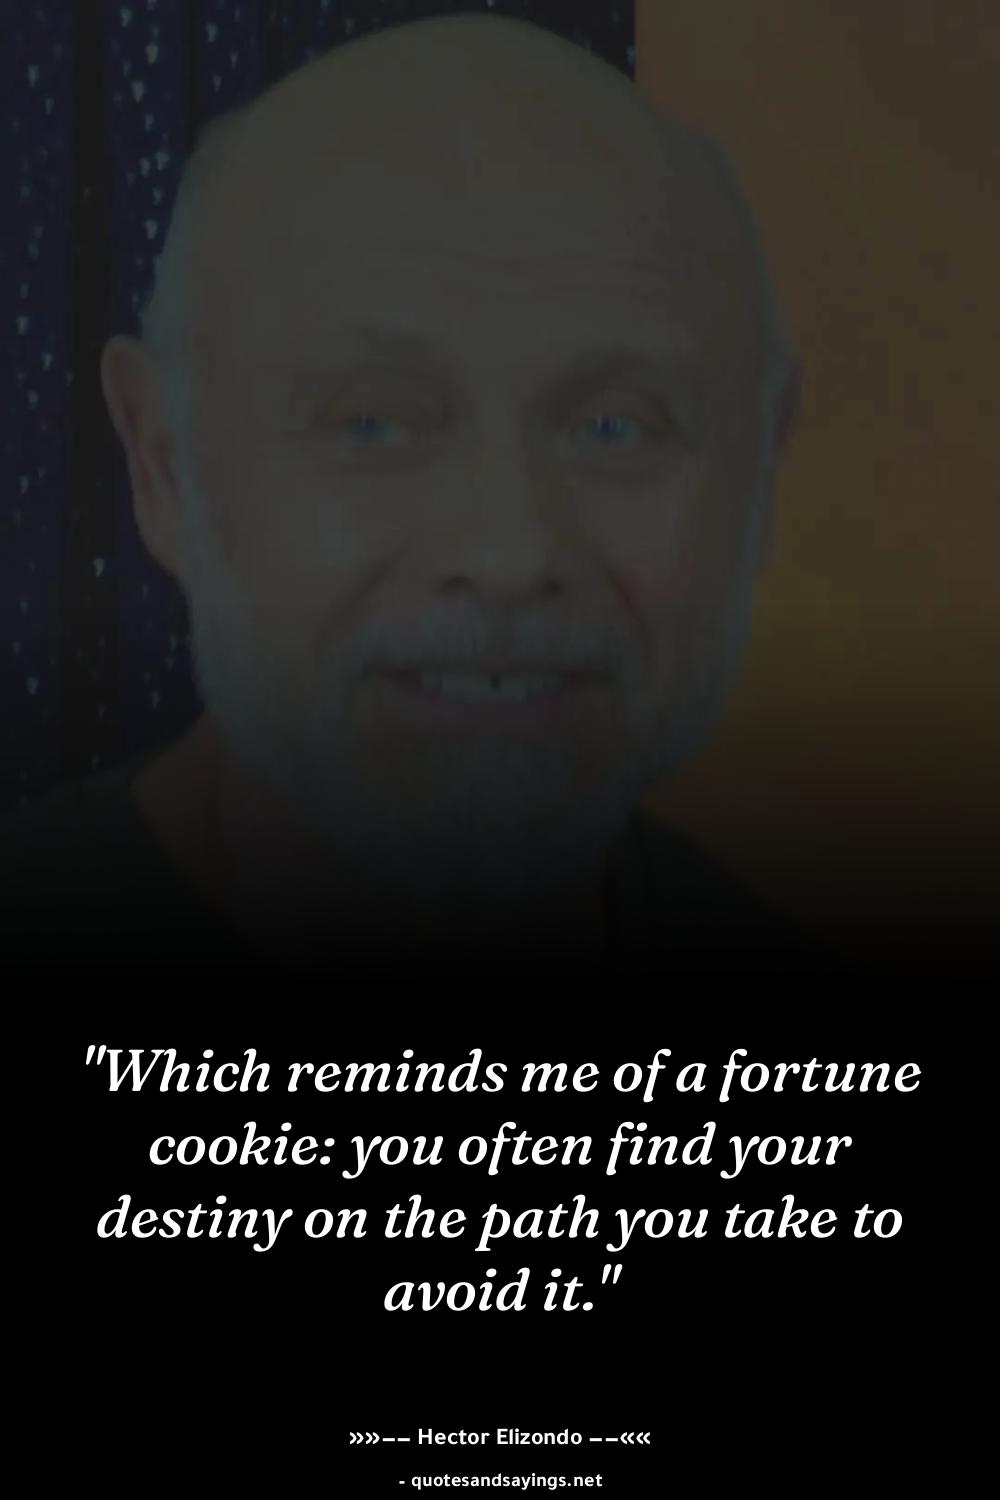 "Which reminds me of a fortune
cookie: you often find your
destiny on the path you take to
avoid it."
»»−− Hector Elizondo −−««
- quotesandsayings.net